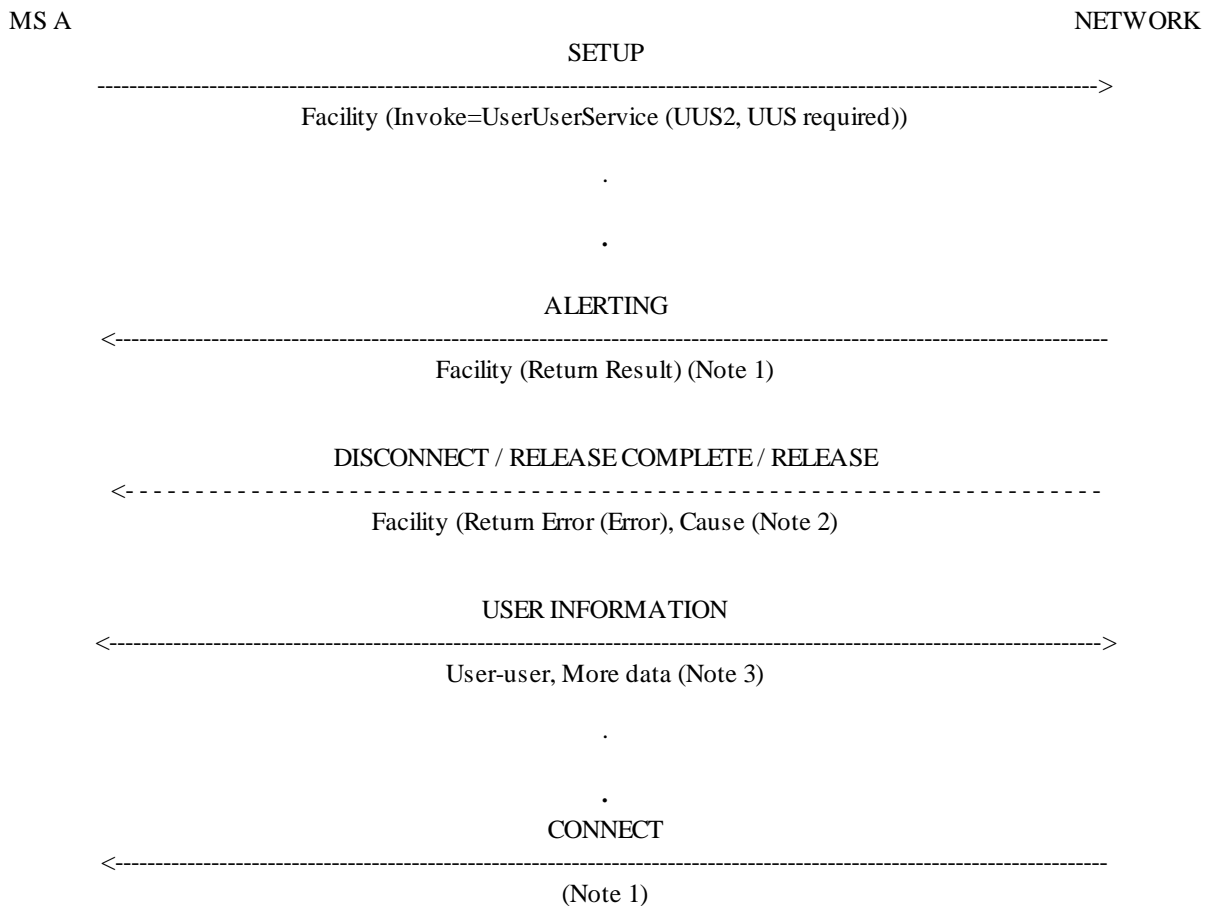 MS A NETWORK
SETUP
------------------------------------------------------------------------------------------------------------------------------->
Facility (Invoke=UserUserService (UUS2, UUS required))
.
.
ALERTING
<-------------------------------------------------------------------------------------------------------------------------------
Facility (Return Result) (Note 1)
DISCONNECT / RELEASE COMPLETE / RELEASE
<- - - - - - - - - - - - - - - - - - - - - - - - - - - - - - - - - - - - - - - - - - - - - - - - - - - - - - - - - - - - - - - - - - - - - -
Facility (Return Error (Error), Cause (Note 2)
USER INFORMATION
<------------------------------------------------------------------------------------------------------------------------------->
User-user, More data (Note 3)
.
.
CONNECT
<-------------------------------------------------------------------------------------------------------------------------------
(Note 1)